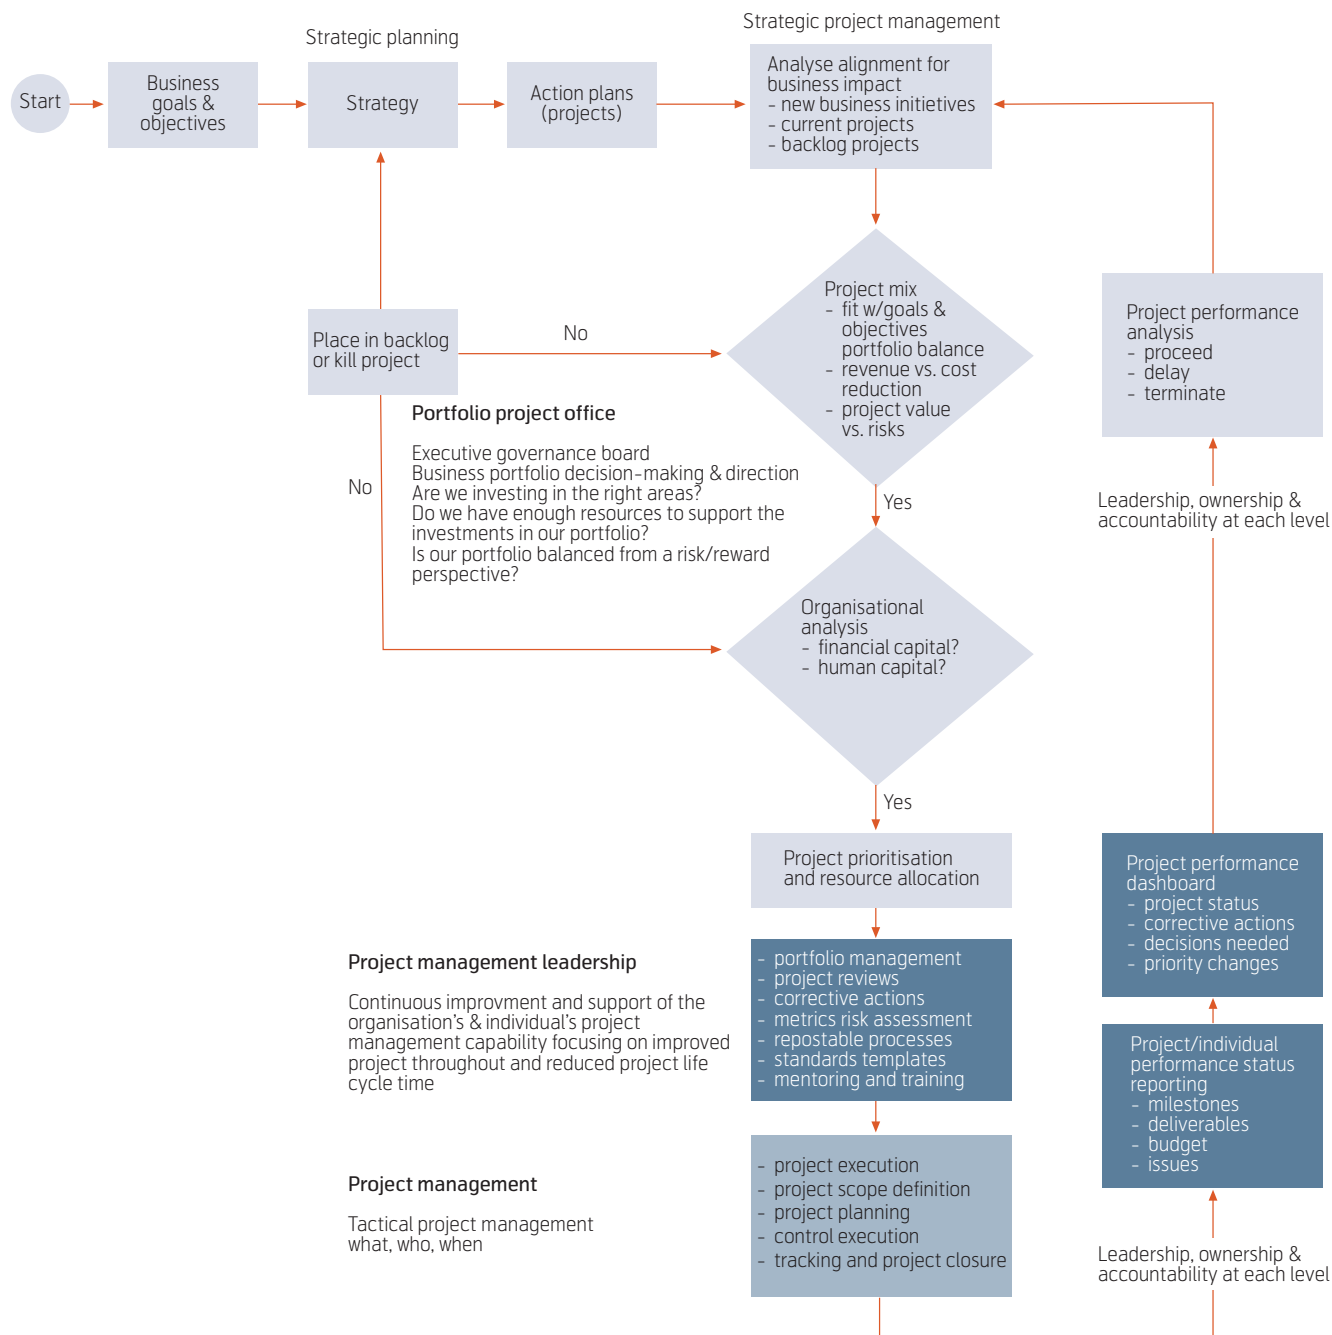 Strategic project management
Strategic planning
Start
Business
goals &
objectives
Strategy
Action plans
(projects)
Analyse alignment for
business impact
- new business initietives
- current projects
- backlog projects
Place in backlog
or kill project
No
Project mix
- fit w/goals &
objectives
portfolio balance
- revenue vs. cost
reduction
- project value
vs. risks
Project performance
analysis
- proceed
- delay
- terminate
Portfolio project office
Executive governance board
Business portfolio decision-making & direction
Are we investing in the right areas?
Do we have enough resources to support the
investments in our portfolio?
Is our portfolio balanced from a risk/reward
perspective?
No
Yes
Leadership, ownership &
accountability at each level
Organisational
analysis
- financial capital?
- human capital?
Yes
Project prioritisation
and resource allocation
Project performance
dashboard
- project status
- corrective actions
- decisions needed
- priority changes
Project management leadership
Continuous improvment and support of the
organisation's & individual's project
management capability focusing on improved
project throughout and reduced project life
cycle time
- portfolio management
- project reviews
- corrective actions
- metrics risk assessment
- repostable processes
- standards templates
- mentoring and training
Project/individual
performance status
reporting
- milestones
- deliverables
- budget
- issues
Project management
Tactical project management
what, who, when
- project execution
- project scope definition
- project planning
- control execution
- tracking and project closure
Leadership, ownership &
accountability at each level